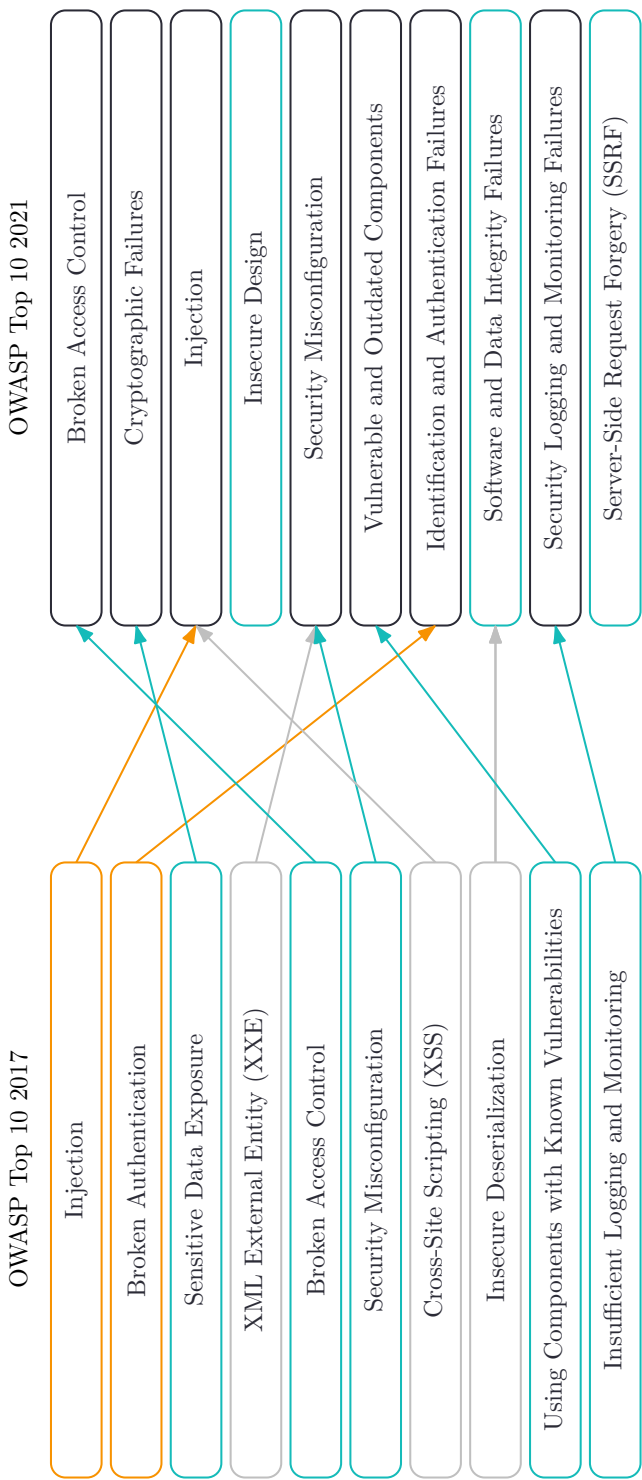 OWASP Top 10 2017
Injection
Broken Authentication
Sensitive Data Exposure
XML External Entity (XXE)
Broken Access Control
Security Misconfiguration
Cross-Site Scripting (XSS)
Insecure Deserialization
Using Components with Known Vulnerabilities
Insufficient Logging and Monitoring
OWASP Top 10 2021
Broken Access Control
Cryptographic Failures
Injection
Insecure Design
Security Misconfiguration
Vulnerable and Outdated Components
Identification and Authentication Failures
Software and Data Integrity Failures
Security Logging and Monitoring Failures
Server-Side Request Forgery (SSRF)